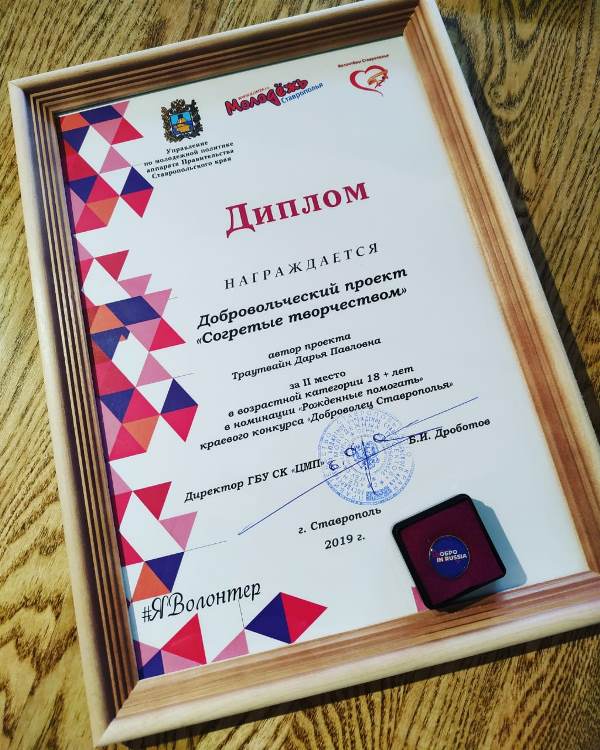 Управление
по молодежной политике
аппарата Правительства
Ставропольского края
Молодёжь
Ставрополья
Волонтёры Ставрополья
Диплом
НАГРАЖДАЕТСЯ
Добровольческий проект
«Согретые творчеством»
автор проекта
Траутвайн Дарья Павловна
за II место
в возрастной категории 18 + лет
в номинации «Рожденные помогать»
краевого конкурса «Доброволец Ставрополья»
Директор ГБУ СК «ЦМП» Б.И. Дроботов
г. Ставрополь
2019 г.
#ЯВолонтер
ДОБРО
IN RUSSIA